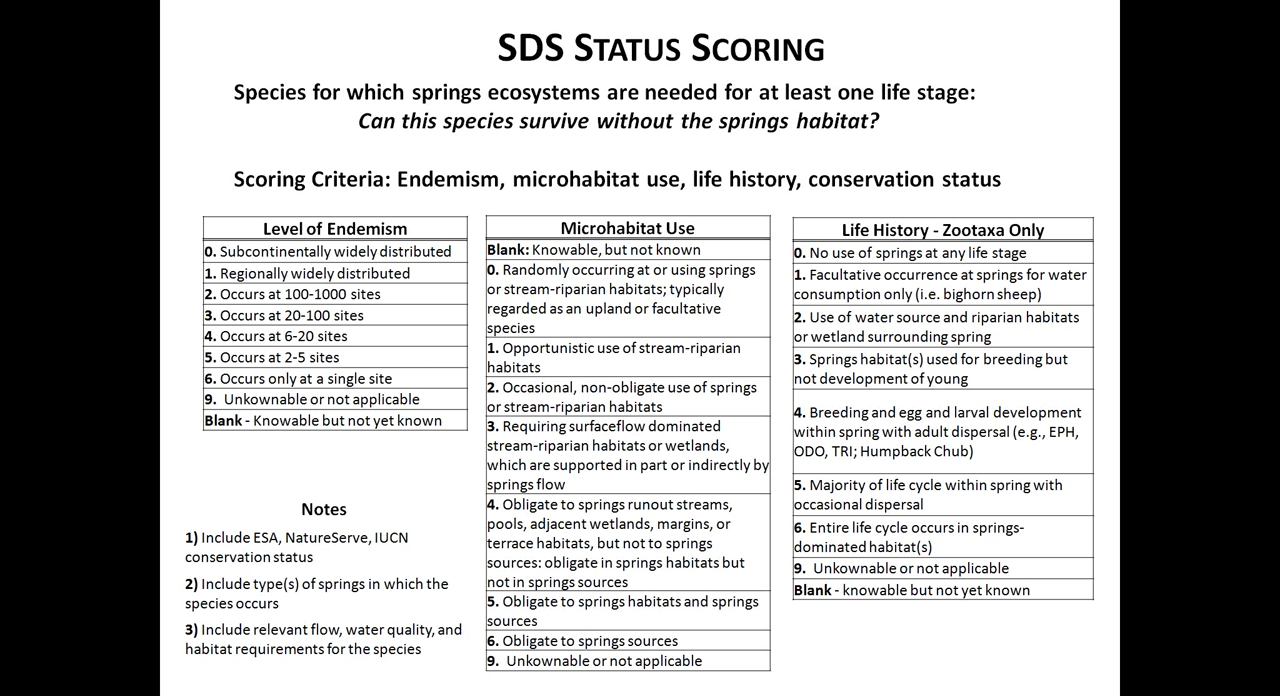 SDS STATUS SCORING
Species for which springs ecosystems are needed for at least one life stage:
Can this species survive without the springs habitat?
Scoring Criteria: Endemism, microhabitat use, life history, conservation status
Level of Endemism
0. Subcontinentally widely distributed
1. Regionally widely distributed
2. Occurs at 100-1000 sites
3. Occurs at 20-100 sites
4. Occurs at 6-20 sites
5. Occurs at 2-5 sites
6. Occurs only at a single site
9. Unkownable or not applicable
Blank - Knowable but not yet known
Notes
1) Include ESA, NatureServe, IUCN
conservation status
2) Include type(s) of springs in which the
species occurs
3) Include relevant flow, water quality, and
habitat requirements for the species
Microhabitat Use
Blank: Knowable, but not known
0. Randomly occurring at or using springs
or stream-riparian habitats; typically
regarded as an upland or facultative
species
1. Opportunistic use of stream-riparian
habitats
2. Occasional, non-obligate use of springs
or stream-riparian habitats
3. Requiring surfaceflow dominated
stream-riparian habitats or wetlands,
which are supported in part or indirectly by
springs flow
4. Obligate to springs runout streams,
pools, adjacent wetlands, margins, or
terrace habitats, but not to springs
sources: obligate in springs habitats but
not in springs sources
5. Obligate to springs habitats and springs
sources
6. Obligate to springs sources
9. Unkownable or not applicable
Life History - Zootaxa Only
0. No use of springs at any life stage
1. Facultative occurrence at springs for water
consumption only (i.e. bighorn sheep)
2. Use of water source and riparian habitats
or wetland surrounding spring
3. Springs habitat(s) used for breeding but
not development of young
4. Breeding and egg and larval development
within spring with adult dispersal (e.g., EPH,
ODO, TRI; Humpback Chub)
5. Majority of life cycle within spring with
occasional dispersal
6. Entire life cycle occurs in springs-
dominated habitat(s)
9. Unkownable or not applicable
Blank - knowable but not yet known